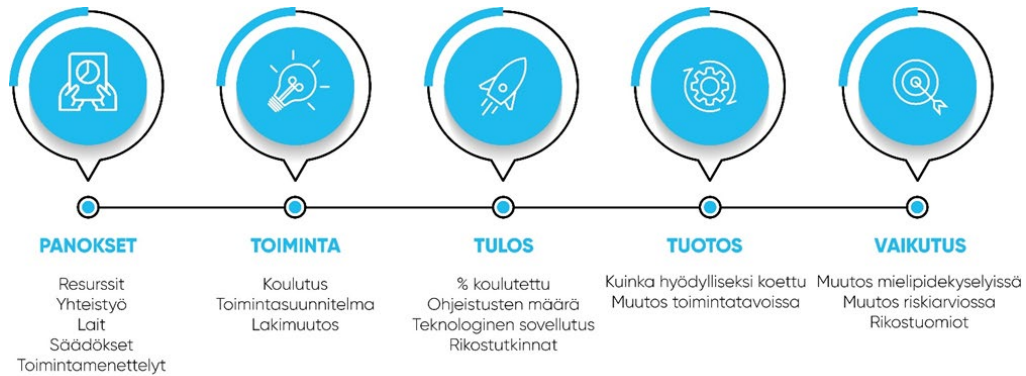 PANOKSET
Resurssit
Yhteistyö
Lait
Säädökset
Toimintamenettelyt
TOIMINTA
Koulutus
Toimintasuunnitelma
Lakimuutos
TULOS
% koulutettu
Ohjeistusten määrä
Teknologinen sovellutus
Rikostutkinnat
TUOTOS
Kuinka hyödylliseksi koettu
Muutos toimintatavoissa
VAIKUTUS
Muutos mielipidekyselyissä
Muutos riskiarviossa
Rikostuomiot